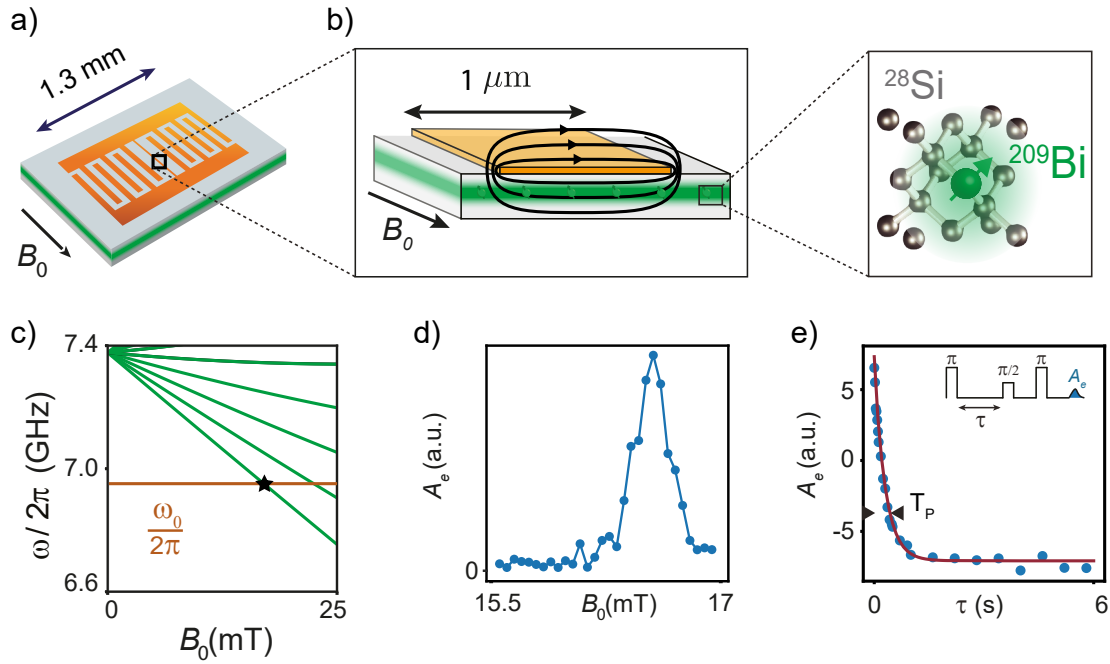 a)
1.3 mm
B0
b)
1 μm
B0
28Si
209Bi
c)
7.4
7.0
6.6
ω/2π (GHz)
ω0
2π
0
25
B0(mT)
d)
Ae(a.u.)
0
15.5
B0(mT)
17
e)
Ae (a.u.)
5
0
-5
π
π/2
π
Ae
τ
TP
0
τ (s)
6